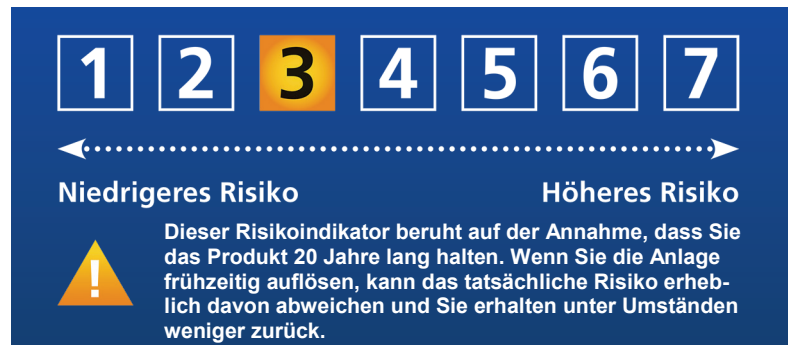 1 2 3 4 5 6 7
Niedrigeres Risiko Höheres Risiko
Dieser Risikoindikator beruht auf der Annahme, dass Sie
das Produkt 20 Jahre lang halten. Wenn Sie die Anlage
frühzeitig auflösen, kann das tatsächliche Risiko erheb-
lich davon abweichen und Sie erhalten unter Umständen
weniger zurück.